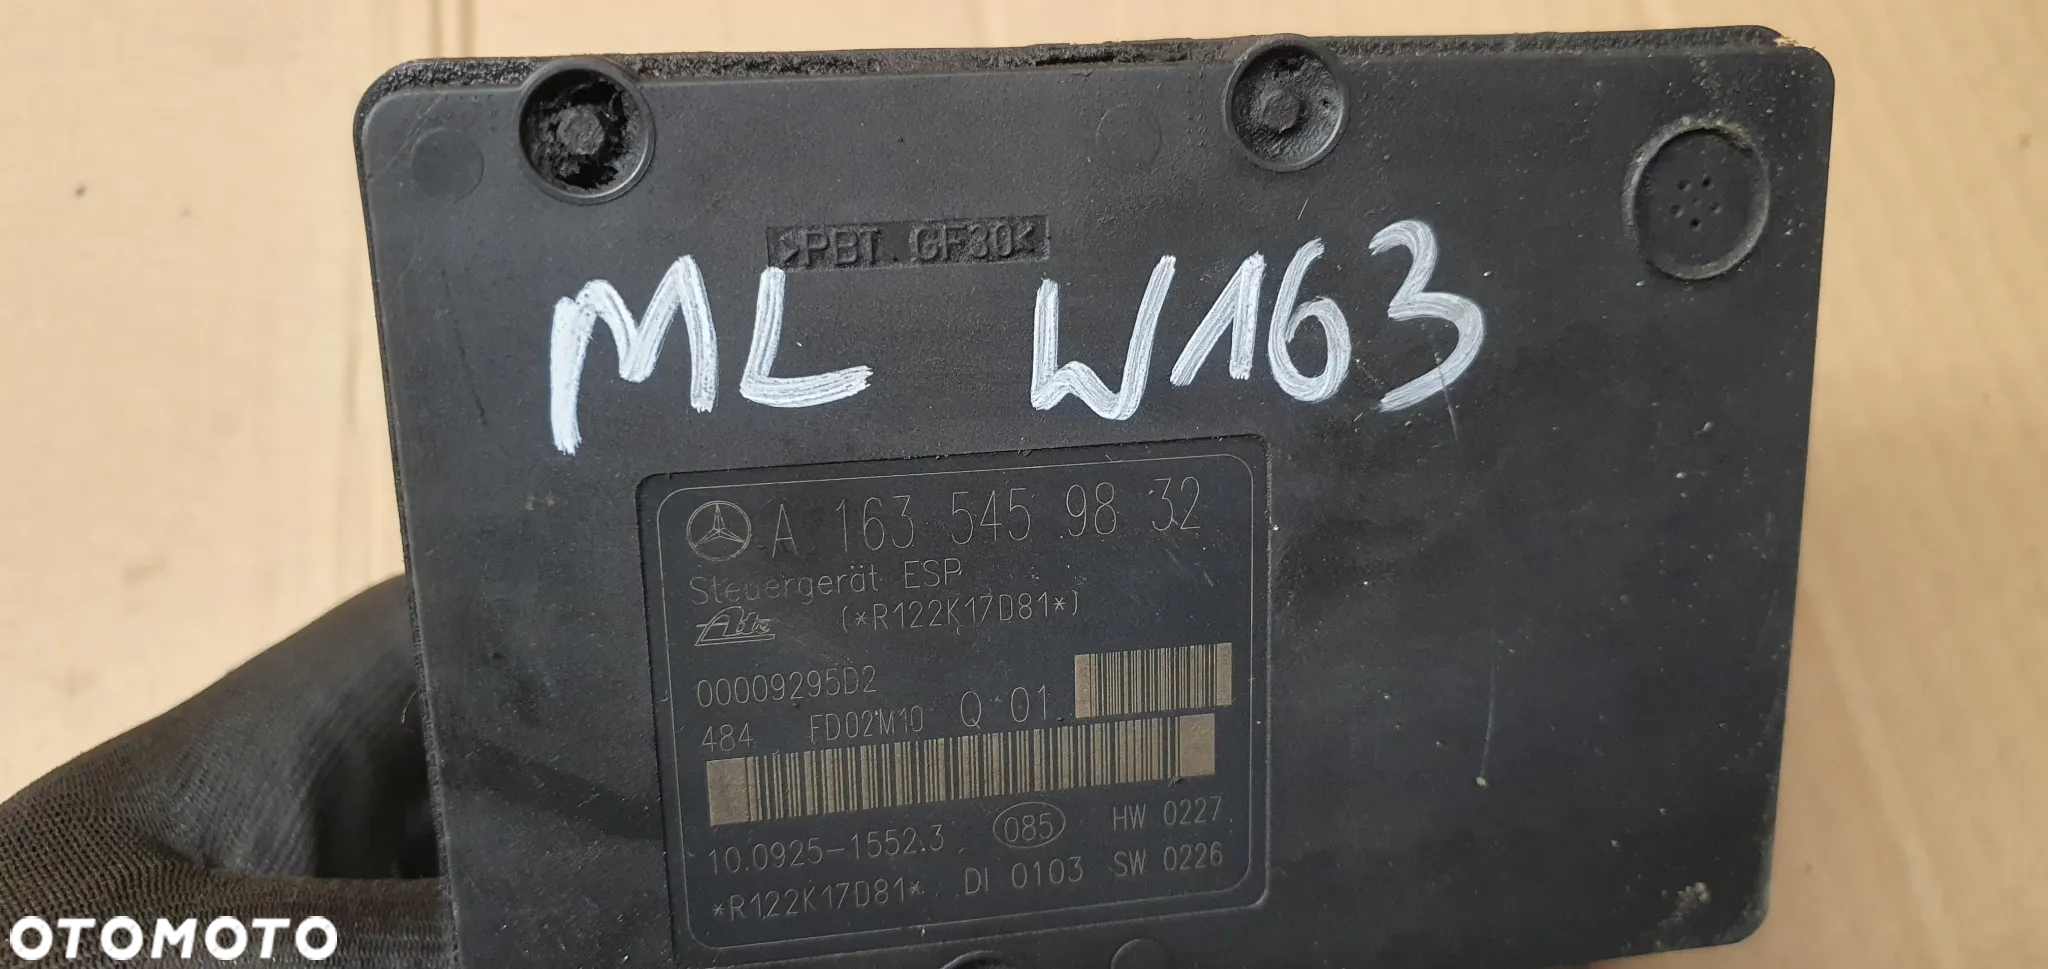 >PBT. GF30<
ML W163
A 163 545 98 32
Steuergerät ESP
Ate (*R122K17D81*)
00009295D2
484 FD02M10 Q 01
10.0925-1552.3 085 HW 0227
*R122K17D81* DI 0103 SW 0226
OTOMOTO